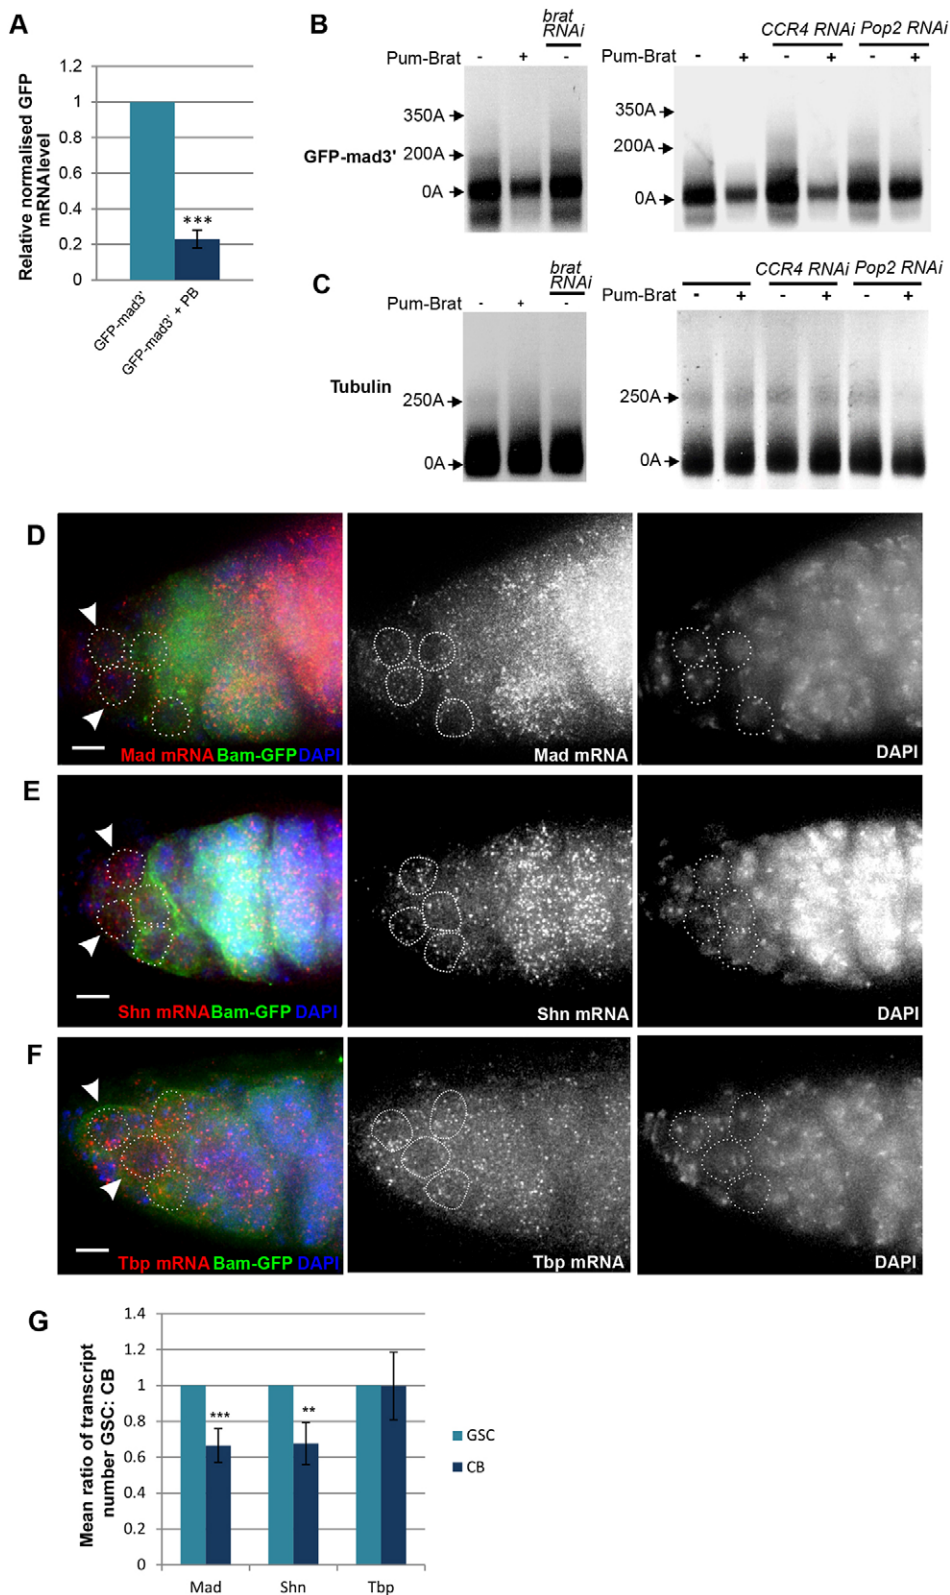 A
Relative normalised GFP
mRNA level
1.2
1
0.8
0.6
0.4
0.2
0
***
GFP-mad3'
GFP-mad3' + PB
B
brat
RNAi
Pum-Brat - + -
350A
200A
0A
GFP-mad3'
CCR4 RNAi Pop2 RNAi
Pum-Brat - + - + - +
350A
200A
0A
C
brat
RNAi
Pum-Brat - + -
Tubulin
250A
0A
CCR4 RNAi Pop2 RNAi
Pum-Brat - + - + - +
250A
0A
D
Mad mRNA Bam-GFP DAPI
Mad mRNA
DAPI
E
Shn mRNA Bam-GFP DAPI
Shn mRNA
DAPI
F
Tbp mRNA Bam-GFP DAPI
Tbp mRNA
DAPI
G
Mean ratio of transcript
number GSC: CB
1.4
1.2
1
0.8
0.6
0.4
0.2
0
***
**
Mad Shn Tbp
GSC
CB